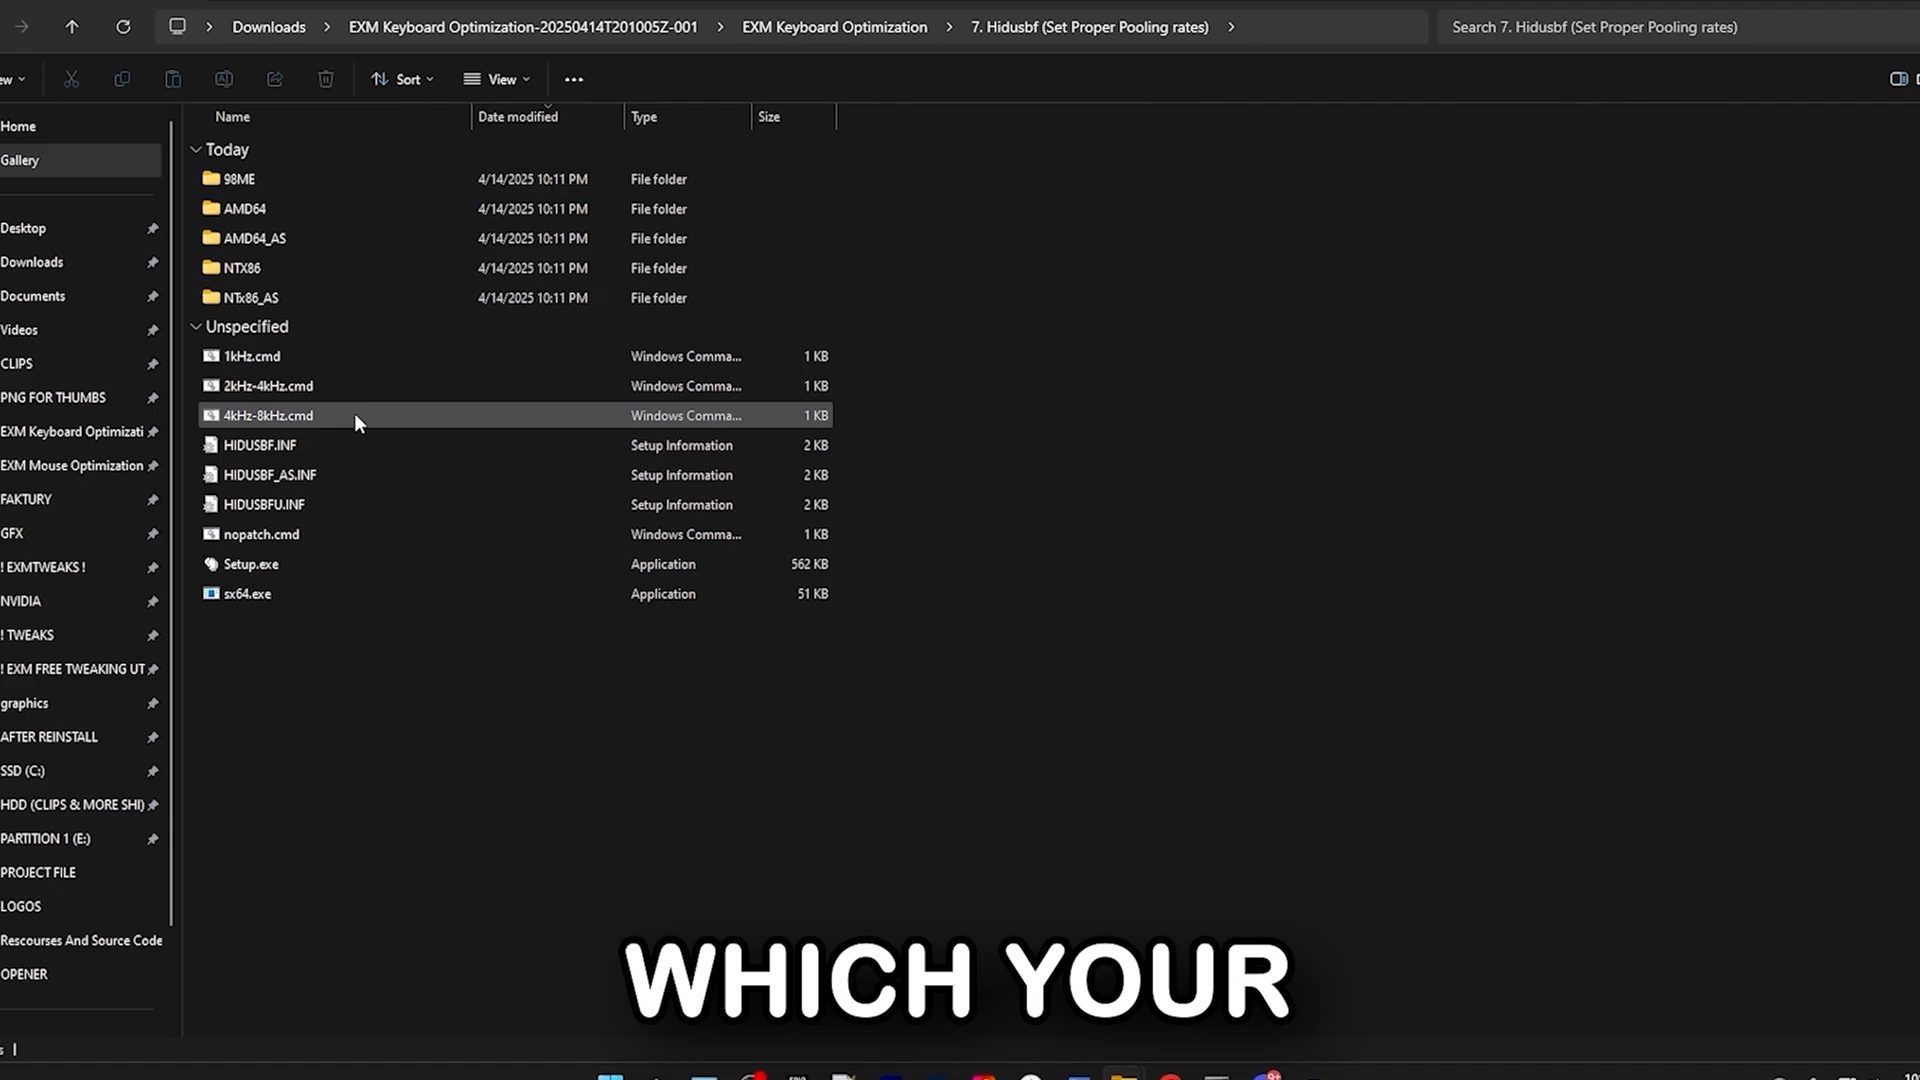 Downloads > EXM Keyboard Optimization-20250414T201005Z-001 > EXM Keyboard Optimization > 7. Hidusbf (Set Proper Pooling rates) >
Search 7. Hidusbf (Set Proper Pooling rates)
ew
Sort
View
Name
Date modified
Type
Size
Home
Gallery
Desktop
Downloads
Documents
Videos
CLIPS
PNG FOR THUMBS
EXM Keyboard Optimizati
EXM Mouse Optimization
FAKTURY
GFX
! EXMTWEAKS !
NVIDIA
! TWEAKS
! EXM FREE TWEAKING UT
graphics
AFTER REINSTALL
SSD (C:)
HDD (CLIPS & MORE SHI)
PARTITION 1 (E:)
PROJECT FILE
LOGOS
Rescourses And Source Code
OPENER
Today
98ME 4/14/2025 10:11 PM File folder
AMD64 4/14/2025 10:11 PM File folder
AMD64_AS 4/14/2025 10:11 PM File folder
NTX86 4/14/2025 10:11 PM File folder
NTx86_AS 4/14/2025 10:11 PM File folder
Unspecified
1kHz.cmd Windows Comma... 1 KB
2kHz-4kHz.cmd Windows Comma... 1 KB
4kHz-8kHz.cmd Windows Comma... 1 KB
HIDUSBF.INF Setup Information 2 KB
HIDUSBF_AS.INF Setup Information 2 KB
HIDUSBFU.INF Setup Information 2 KB
nopatch.cmd Windows Comma... 1 KB
Setup.exe Application 562 KB
sx64.exe Application 51 KB
WHICH YOUR
s
9+